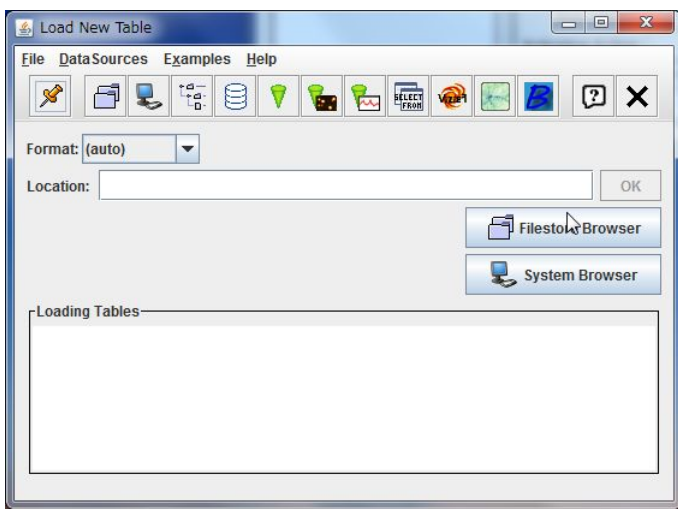 Load New Table
File DataSources Examples Help
SELECT
FROM
VizieR
B
?
Format: (auto)
Location:
OK
Filestore Browser
System Browser
Loading Tables